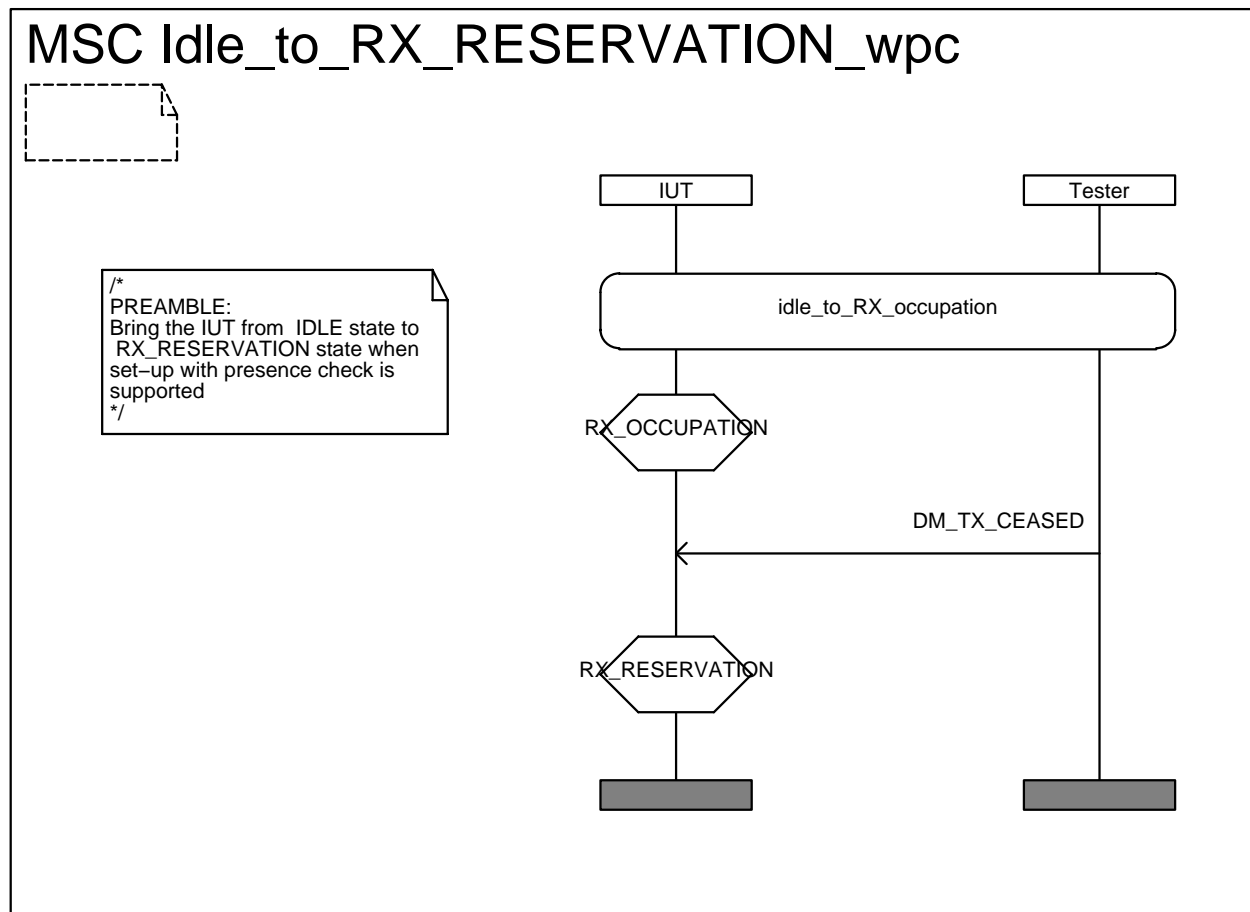 MSC Idle_to_RX_RESERVATION_wpc
IUT
Tester
/*
PREAMBLE:
Bring the IUT from  IDLE state to
RX_RESERVATION state when
set−up with presence check is
supported
*/
idle_to_RX_occupation
RX_OCCUPATION
DM_TX_CEASED
RX_RESERVATION